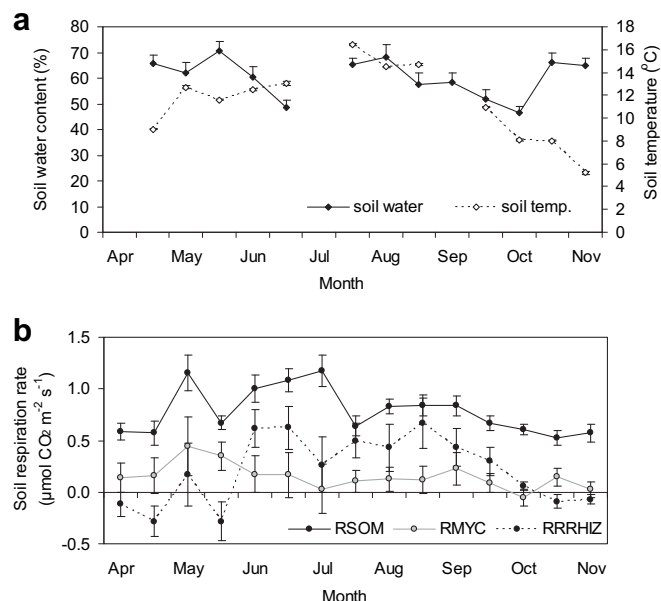 a
80
70
60
50
40
30
20
10
0
Soil water content (%)
18
16
14
12
10
8
6
4
2
0
Soil temperature (°C)
soil water
soil temp.
Apr May Jun Jul Aug Sep Oct Nov
Month
b
1.5
1.0
0.5
0.0
-0.5
Soil respiration rate
(μmol CO2 m-2 s-1)
RSOM
RMYC
RRRHIZ
Apr May Jun Jul Aug Sep Oct Nov
Month